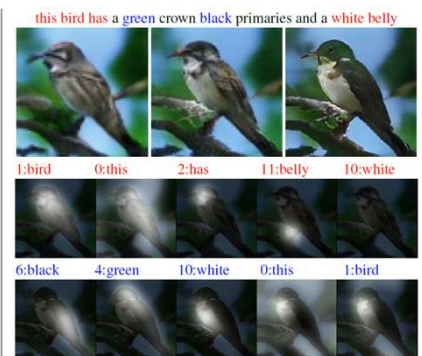 this bird has a green crown black primaries and a white belly
1:bird 0:this 2:has 11:belly 10:white
6:black 4:green 10:white 0:this 1:bird